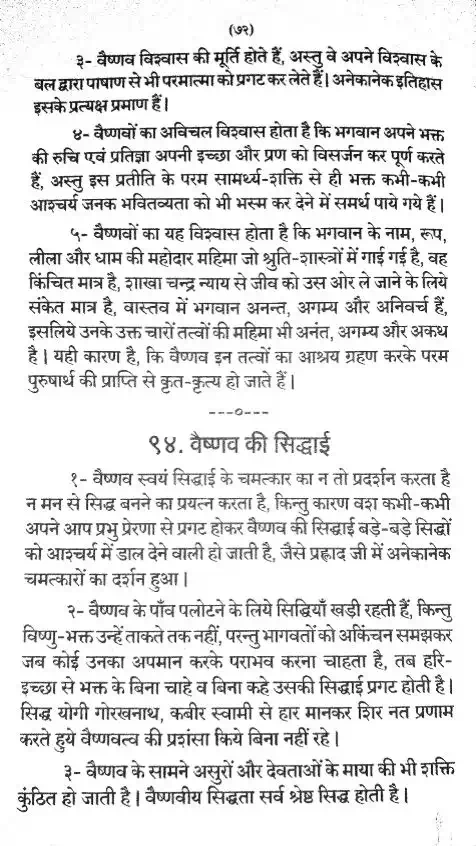 (७२)
३- वैष्णव विश्वास की मूर्ति होते हैं, अस्तु वे अपने विश्वास के
बल द्वारा पाषाण से भी परमात्मा को प्रगट कर लेते हैं। अनेकानेक इतिहास
इसके प्रत्यक्ष प्रमाण हैं।
४- वैष्णवों का अविचल विश्वास होता है कि भगवान अपने भक्त
की रुचि एवं प्रतिज्ञा अपनी इच्छा और प्रण को विसर्जन कर पूर्ण करते
हैं, अस्तु इस प्रतीति के परम सामर्थ्य-शक्ति से ही भक्त कभी-कभी
आश्चर्य जनक भवितव्यता को भी भस्म कर देने में समर्थ पाये गये हैं।
५- वैष्णवों का यह विश्वास होता है कि भगवान के नाम, रूप,
लीला और धाम की महोदार महिमा जो श्रुति-शास्त्रों में गाई गई है, वह
किंचित मात्र है, शाखा चन्द्र न्याय से जीव को उस ओर ले जाने के लिये
संकेत मात्र है, वास्तव में भगवान अनन्त, अगम्य और अनिवर्च हैं,
इसलिये उनके उक्त चारों तत्वों की महिमा भी अनंत, अगम्य और अकथ
है। यही कारण है, कि वैष्णव इन तत्वों का आश्रय ग्रहण करके परम
पुरुषार्थ की प्राप्ति से कृत-कृत्य हो जाते हैं।
---०---
९४. वैष्णव की सिद्धाई
१- वैष्णव स्वयं सिद्धाई के चमत्कार का न तो प्रदर्शन करता है
न मन से सिद्ध बनने का प्रयत्न करता है, किन्तु कारण वश कभी-कभी
अपने आप प्रभु प्रेरणा से प्रगट होकर वैष्णव की सिद्धाई बड़े-बड़े सिद्धों
को आश्चर्य में डाल देने वाली हो जाती है, जैसे प्रह्लाद जी में अनेकानेक
चमत्कारों का दर्शन हुआ।
२- वैष्णव के पाँव पलोटने के लिये सिद्धियाँ खड़ी रहती हैं, किन्तु
विष्णु-भक्त उन्हें ताकते तक नहीं, परन्तु भागवतों को अकिंचन समझकर
जब कोई उनका अपमान करके पराभव करना चाहता है, तब हरि-
इच्छा से भक्त के बिना चाहे व बिना कहे उसकी सिद्धाई प्रगट होती है।
सिद्ध योगी गोरखनाथ, कबीर स्वामी से हार मानकर शिर नत प्रणाम
करते हुये वैष्णवत्व की प्रशंसा किये बिना नहीं रहे।
३- वैष्णव के सामने असुरों और देवताओं के माया की भी शक्ति
कुंठित हो जाती है। वैष्णवीय सिद्धता सर्व श्रेष्ठ सिद्ध होती है।